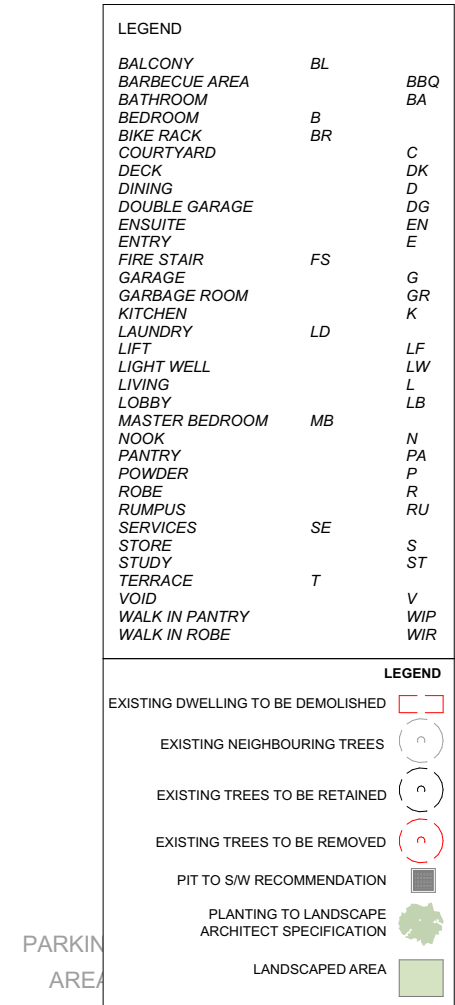 LEGEND
BALCONY BL
BARBECUE AREA BBQ
BATHROOM BA
BEDROOM B
BIKE RACK BR
COURTYARD C
DECK DK
DINING D
DOUBLE GARAGE DG
ENSUITE EN
ENTRY E
FIRE STAIR FS
GARAGE G
GARBAGE ROOM GR
KITCHEN K
LAUNDRY LD
LIFT LF
LIGHT WELL LW
LIVING L
LOBBY LB
MASTER BEDROOM MB
NOOK N
PANTRY PA
POWDER P
ROBE R
RUMPUS RU
SERVICES SE
STORE S
STUDY ST
TERRACE T
VOID V
WALK IN PANTRY WIP
WALK IN ROBE WIR
LEGEND
EXISTING DWELLING TO BE DEMOLISHED
EXISTING NEIGHBOURING TREES
EXISTING TREES TO BE RETAINED
EXISTING TREES TO BE REMOVED
PIT TO S/W RECOMMENDATION
PLANTING TO LANDSCAPE
ARCHITECT SPECIFICATION
LANDSCAPED AREA
PARKIN
AREA